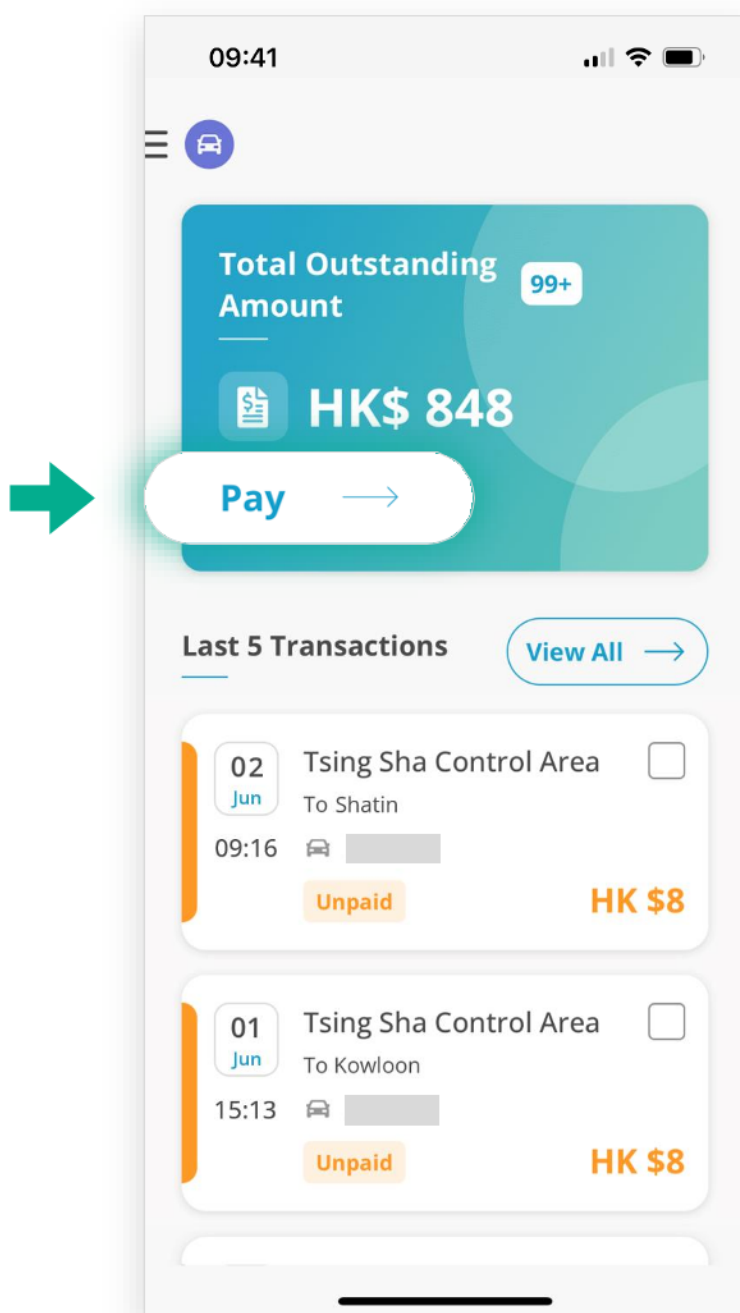 09:41
Total Outstanding
Amount
99+
HK$ 848
Pay
Last 5 Transactions
View All
02
Jun
Tsing Sha Control Area
To Shatin
09:16
Unpaid
HK $8
01
Jun
Tsing Sha Control Area
To Kowloon
15:13
Unpaid
HK $8